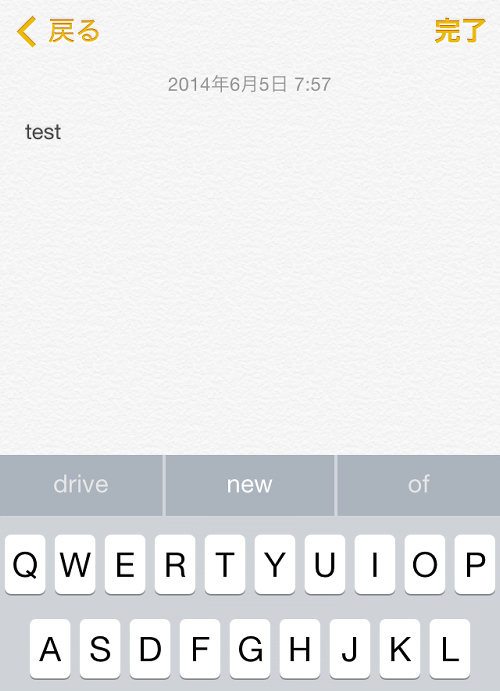 戻る 完了
2014年6月5日 7:57
test
drive new of
Q W E R T Y U I O P
A S D F G H J K L